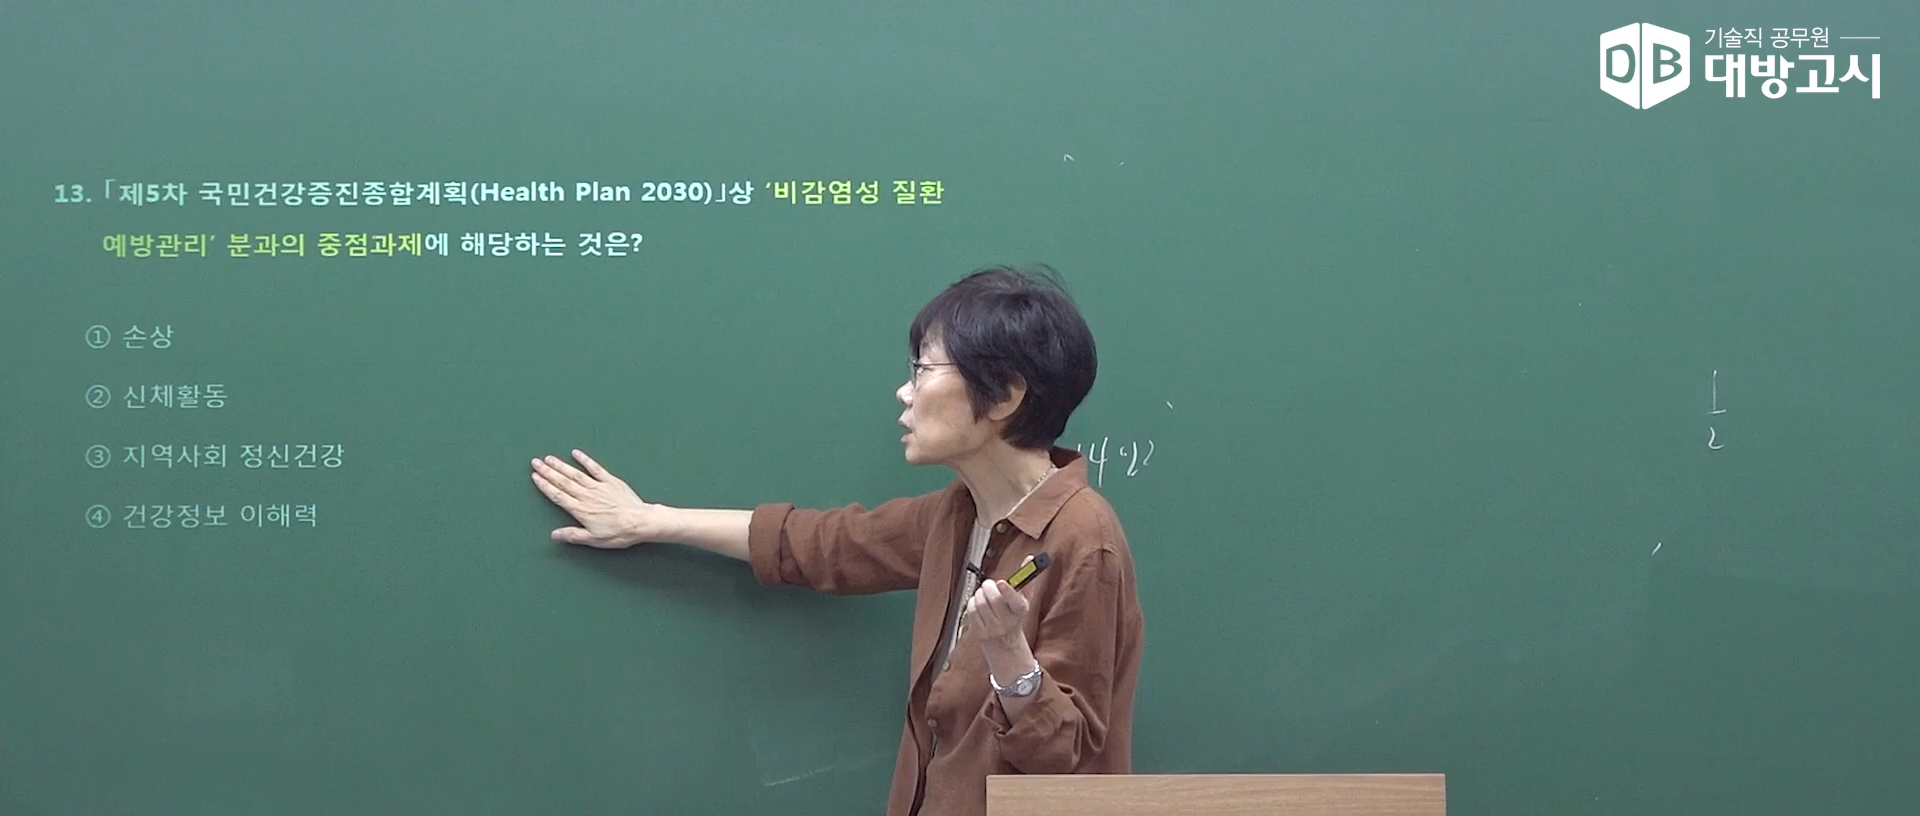 기술직 공무원
DB 대방고시
13. 「제5차 국민건강증진종합계획(Health Plan 2030)」상 ‘비감염성 질환
예방관리’ 분과의 중점과제에 해당하는 것은?
① 손상
② 신체활동
③ 지역사회 정신건강
④ 건강정보 이해력
1
2